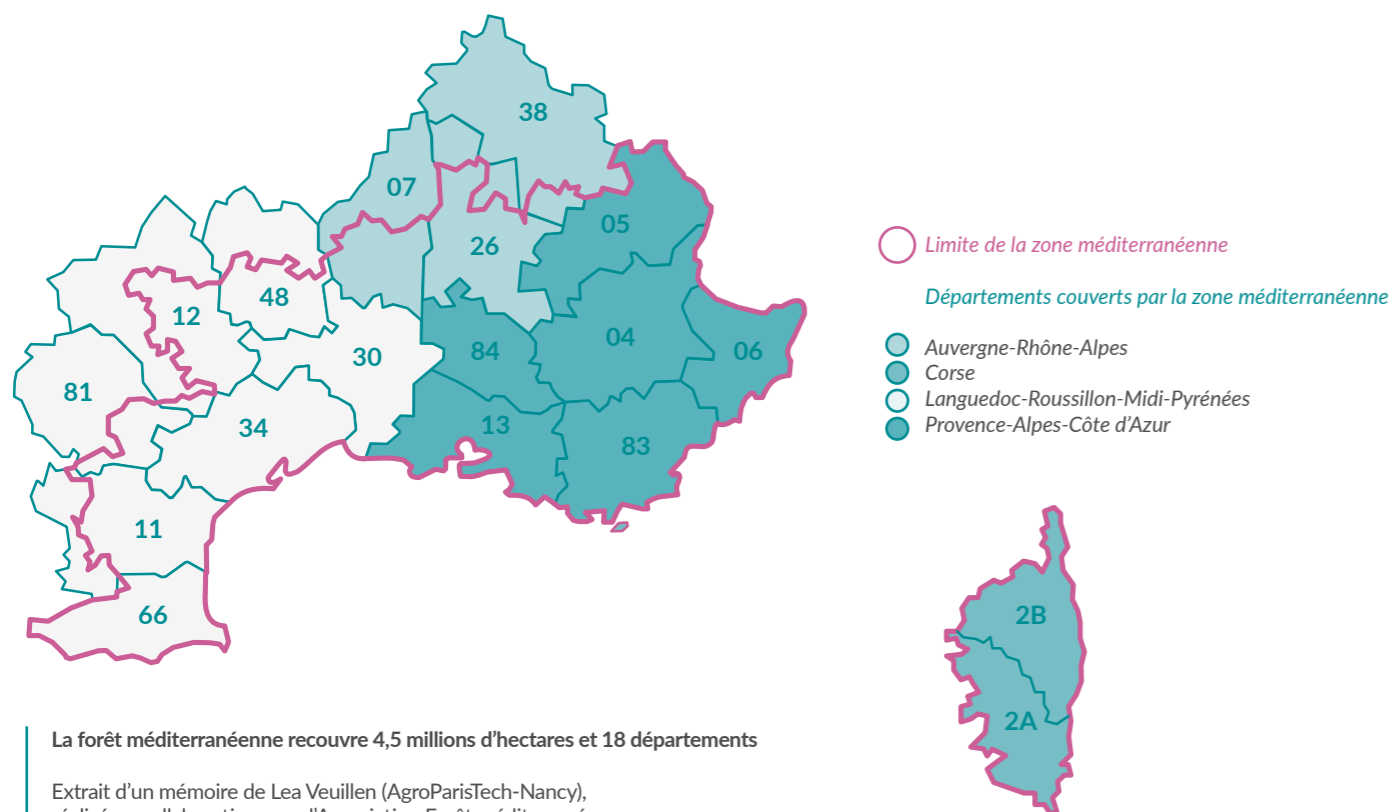 38
07
05
26
48
12
30
04
84
06
81
34
13
83
11
66
Limite de la zone méditerranéenne
Départements couverts par la zone méditerranéenne
Auvergne-Rhône-Alpes
Corse
Languedoc-Roussillon-Midi-Pyrénées
Provence-Alpes-Côte d'Azur
2B
2A
La forêt méditerranéenne recouvre 4,5 millions d'hectares et 18 départements
Extrait d'un mémoire de Lea Veuillen (AgroParisTech-Nancy),